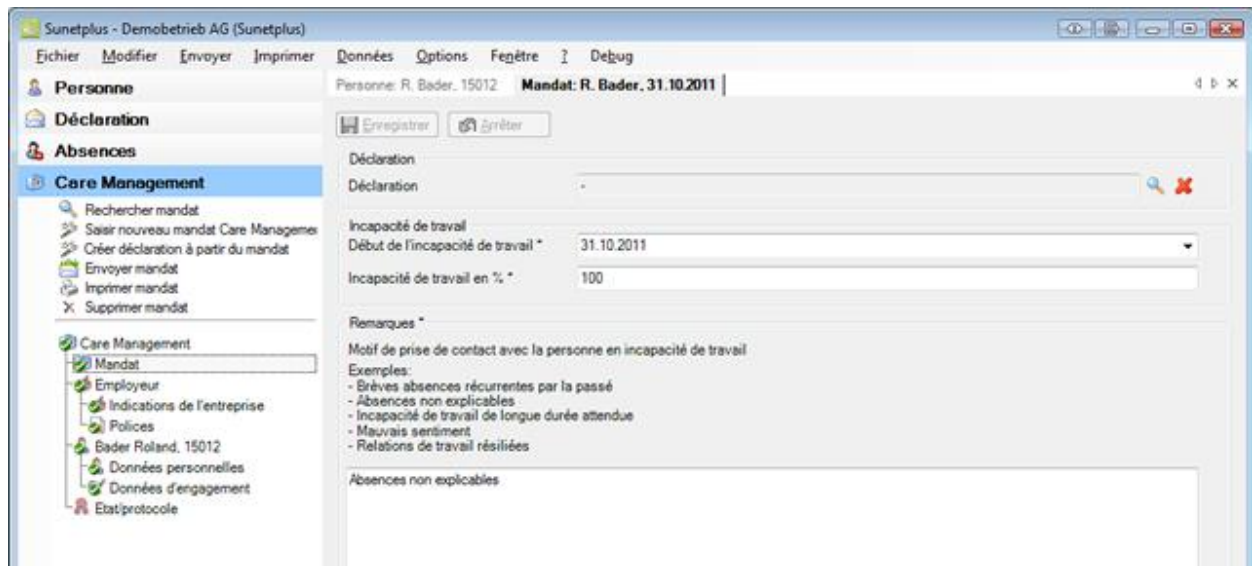 Sunetplus - Demobetrieb AG (Sunetplus)
Fichier Modifier Envoyer Imprimer Données Options Fenêtre ? Debug
Personne
Déclaration
Absences
Care Management
Rechercher mandat
Saisir nouveau mandat Care Managemer
Créer déclaration à partir du mandat
Envoyer mandat
Imprimer mandat
Supprimer mandat
Care Management
Mandat
Employeur
Indications de l'entreprise
Polices
Bader Roland, 15012
Données personnelles
Données d'engagement
Etat/protocole
Personne: R. Bader, 15012 Mandat: R. Bader, 31.10.2011
Enregistrer Arrêter
Déclaration
Déclaration -
Incapacité de travail
Début de l'incapacité de travail * 31.10.2011
Incapacité de travail en % * 100
Remarques *
Motif de prise de contact avec la personne en incapacité de travail
Exemples:
- Brèves absences récurrentes par la passé
- Absences non explicables
- Incapacité de travail de longue durée attendue
- Mauvais sentiment
- Relations de travail résiliées
Absences non explicables